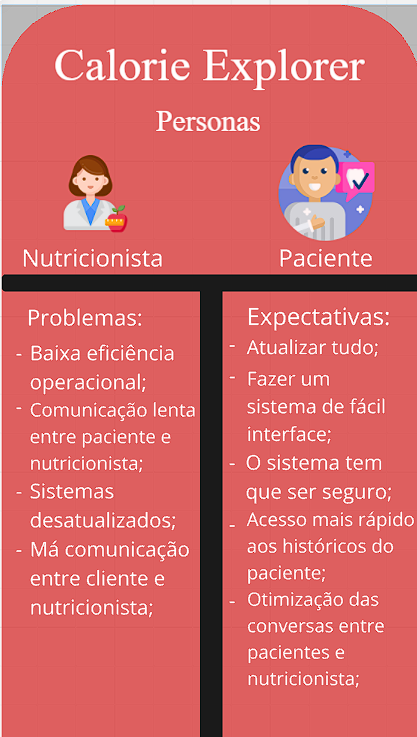 Calorie Explorer
Personas
Nutricionista
Paciente
Problemas:
- Baixa eficiência
operacional;
- Comunicação lenta
entre paciente e
nutricionista;
- Sistemas
desatualizados;
- Má comunicação
entre cliente e
nutricionista;
Expectativas:
- Atualizar tudo;
- Fazer um
sistema de fácil
interface;
- O sistema tem
que ser seguro;
- Acesso mais rápido
aos históricos do
paciente;
- Otimização das
conversas entre
pacientes e
nutricionista;